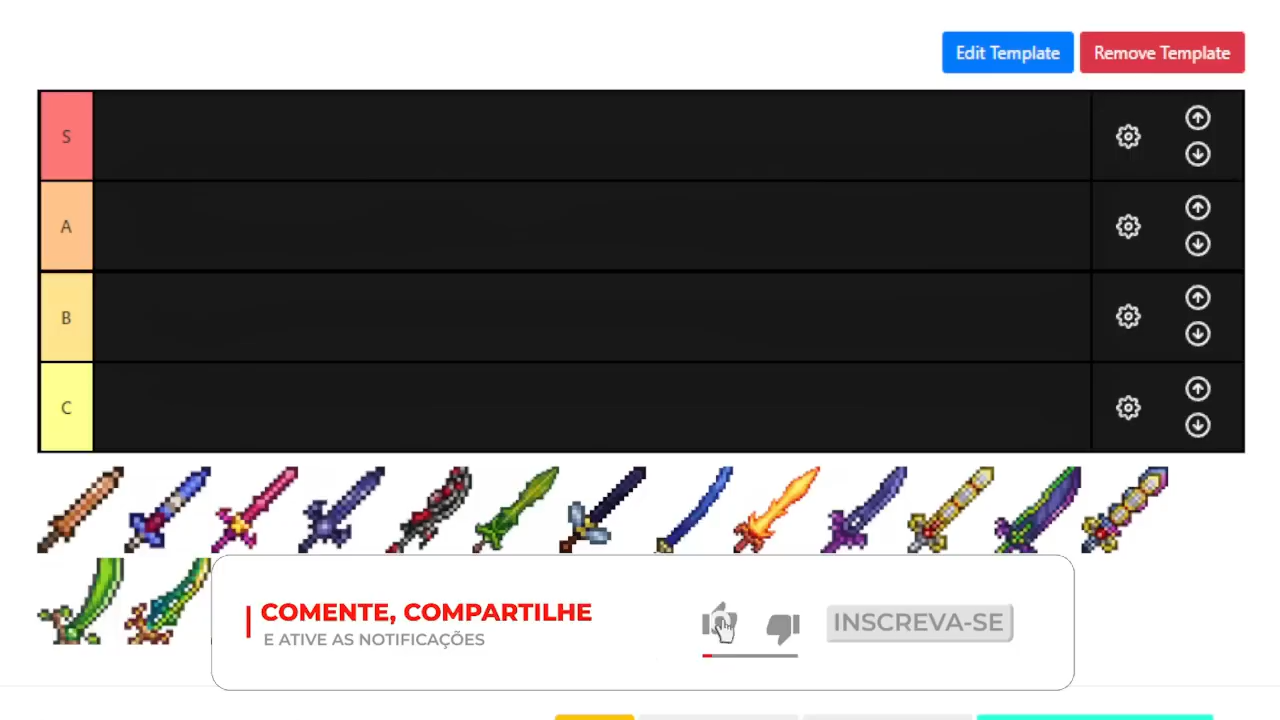 Edit Template Remove Template
S
A
B
C
COMENTE, COMPARTILHE
E ATIVE AS NOTIFICAÇÕES
INSCREVA-SE